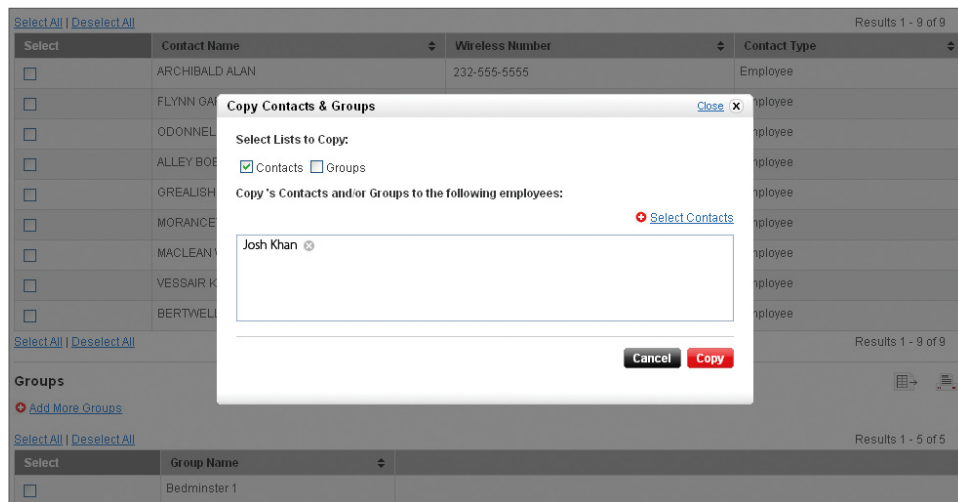 Select All | Deselect All Results 1 - 9 of 9
Select Contact Name Wireless Number Contact Type
ARCHIBALD ALAN 232-555-5555 Employee
FLYNN
Copy Contacts & Groups Close
ODONNEL
Select Lists to Copy:
ALLEY
Contacts Groups
GREALISH
Copy 's Contacts and/or Groups to the following employees:
MORANCE
Select Contacts
MACLEAN
Josh Khan
VESSAIR
BERTWELL
Select All | Deselect All Results 1 - 9 of 9
Cancel Copy
Groups
Add More Groups
Select All | Deselect All Results 1 - 5 of 5
Select Group Name
Bedminster 1